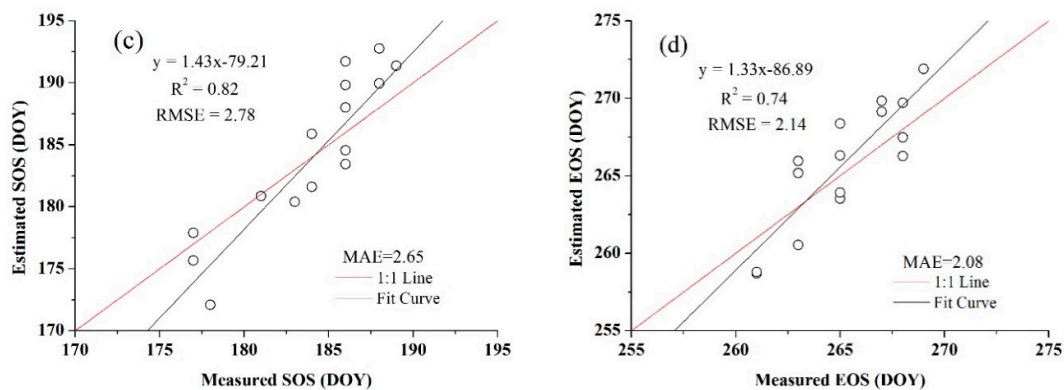 195
190
185
180
175
170
Estimated SOS (DOY)
(c)
y = 1.43x-79.21
R² = 0.82
RMSE = 2.78
MAE=2.65
1:1 Line
Fit Curve
170 175 180 185 190 195
Measured SOS (DOY)
275
270
265
260
255
Estimated EOS (DOY)
(d)
y = 1.33x-86.89
R² = 0.74
RMSE = 2.14
MAE=2.08
1:1 Line
Fit Curve
255 260 265 270 275
Measured EOS (DOY)